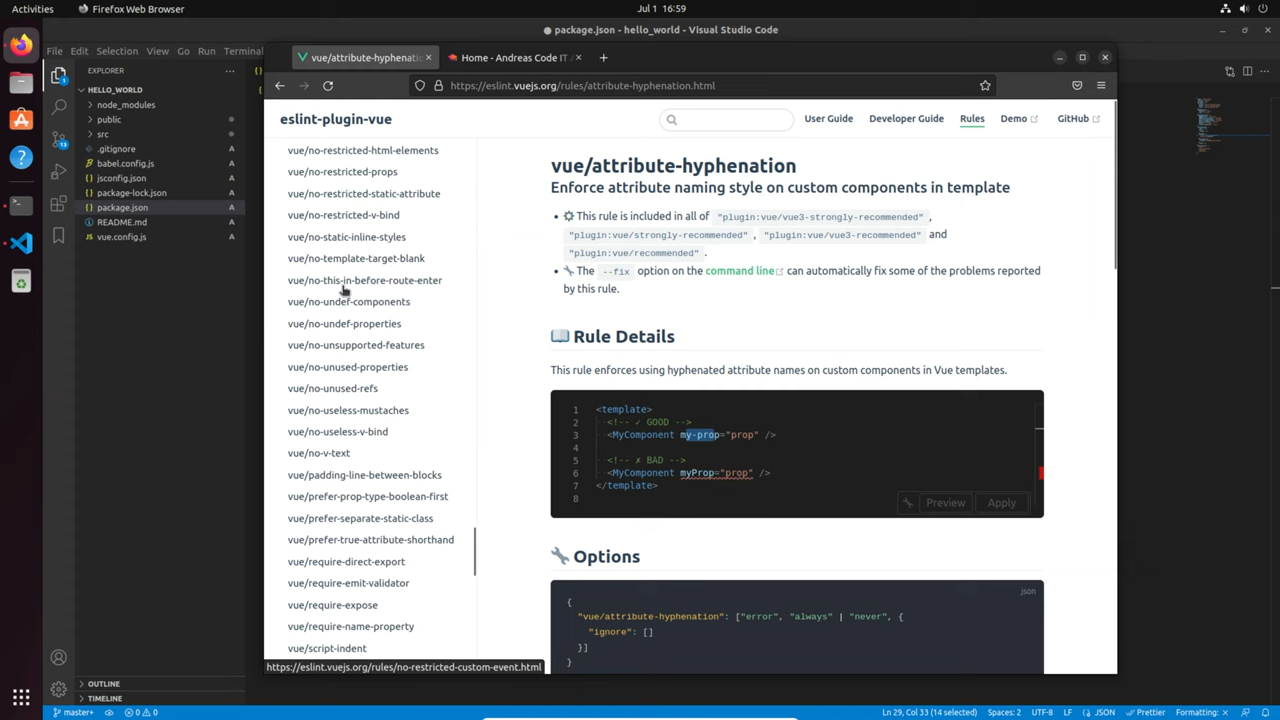 Activities
Firefox Web Browser
Jul 1 16:59
package.json - hello_world - Visual Studio Code
File Edit Selection View Go Run Terminal
EXPLORER
HELLO_WORLD
node_modules
public
src
.gitignore A
babel.config.js A
jsconfig.json A
package-lock.json A
package.json A
README.md A
vue.config.js A
OUTLINE
TIMELINE
1
13
vue/attribute-hyphenatio
Home - Andreas Code IT A
https://eslint.vuejs.org/rules/attribute-hyphenation.html
eslint-plugin-vue
User Guide
Developer Guide
Rules
Demo
GitHub
vue/no-restricted-html-elements
vue/no-restricted-props
vue/no-restricted-static-attribute
vue/no-restricted-v-bind
vue/no-static-inline-styles
vue/no-template-target-blank
vue/no-this-in-before-route-enter
vue/no-undef-components
vue/no-undef-properties
vue/no-unsupported-features
vue/no-unused-properties
vue/no-unused-refs
vue/no-useless-mustaches
vue/no-useless-v-bind
vue/no-v-text
vue/padding-line-between-blocks
vue/prefer-prop-type-boolean-first
vue/prefer-separate-static-class
vue/prefer-true-attribute-shorthand
vue/require-direct-export
vue/require-emit-validator
vue/require-expose
vue/require-name-property
vue/script-indent
https://eslint.vuejs.org/rules/no-restricted-custom-event.html
vue/attribute-hyphenation
Enforce attribute naming style on custom components in template
• ⚙ This rule is included in all of "plugin:vue/vue3-strongly-recommended",
"plugin:vue/strongly-recommended", "plugin:vue/vue3-recommended" and
"plugin:vue/recommended".
• 🔧 The --fix option on the command line can automatically fix some of the problems reported
by this rule.
📖 Rule Details
This rule enforces using hyphenated attribute names on custom components in Vue templates.
1 <template>
2 <!-- ✓ GOOD -->
3 <MyComponent my-prop="prop" />
4
5 <!-- ✗ BAD -->
6 <MyComponent myProp="prop" />
7 </template>
8
Preview
Apply
🔧 Options
json
{
"vue/attribute-hyphenation": ["error", "always" | "never", {
"ignore": []
}]
}
master+
0 0
Ln 29, Col 33 (14 selected)
Spaces: 2
UTF-8
LF
JSON
Prettier
Formatting: ×